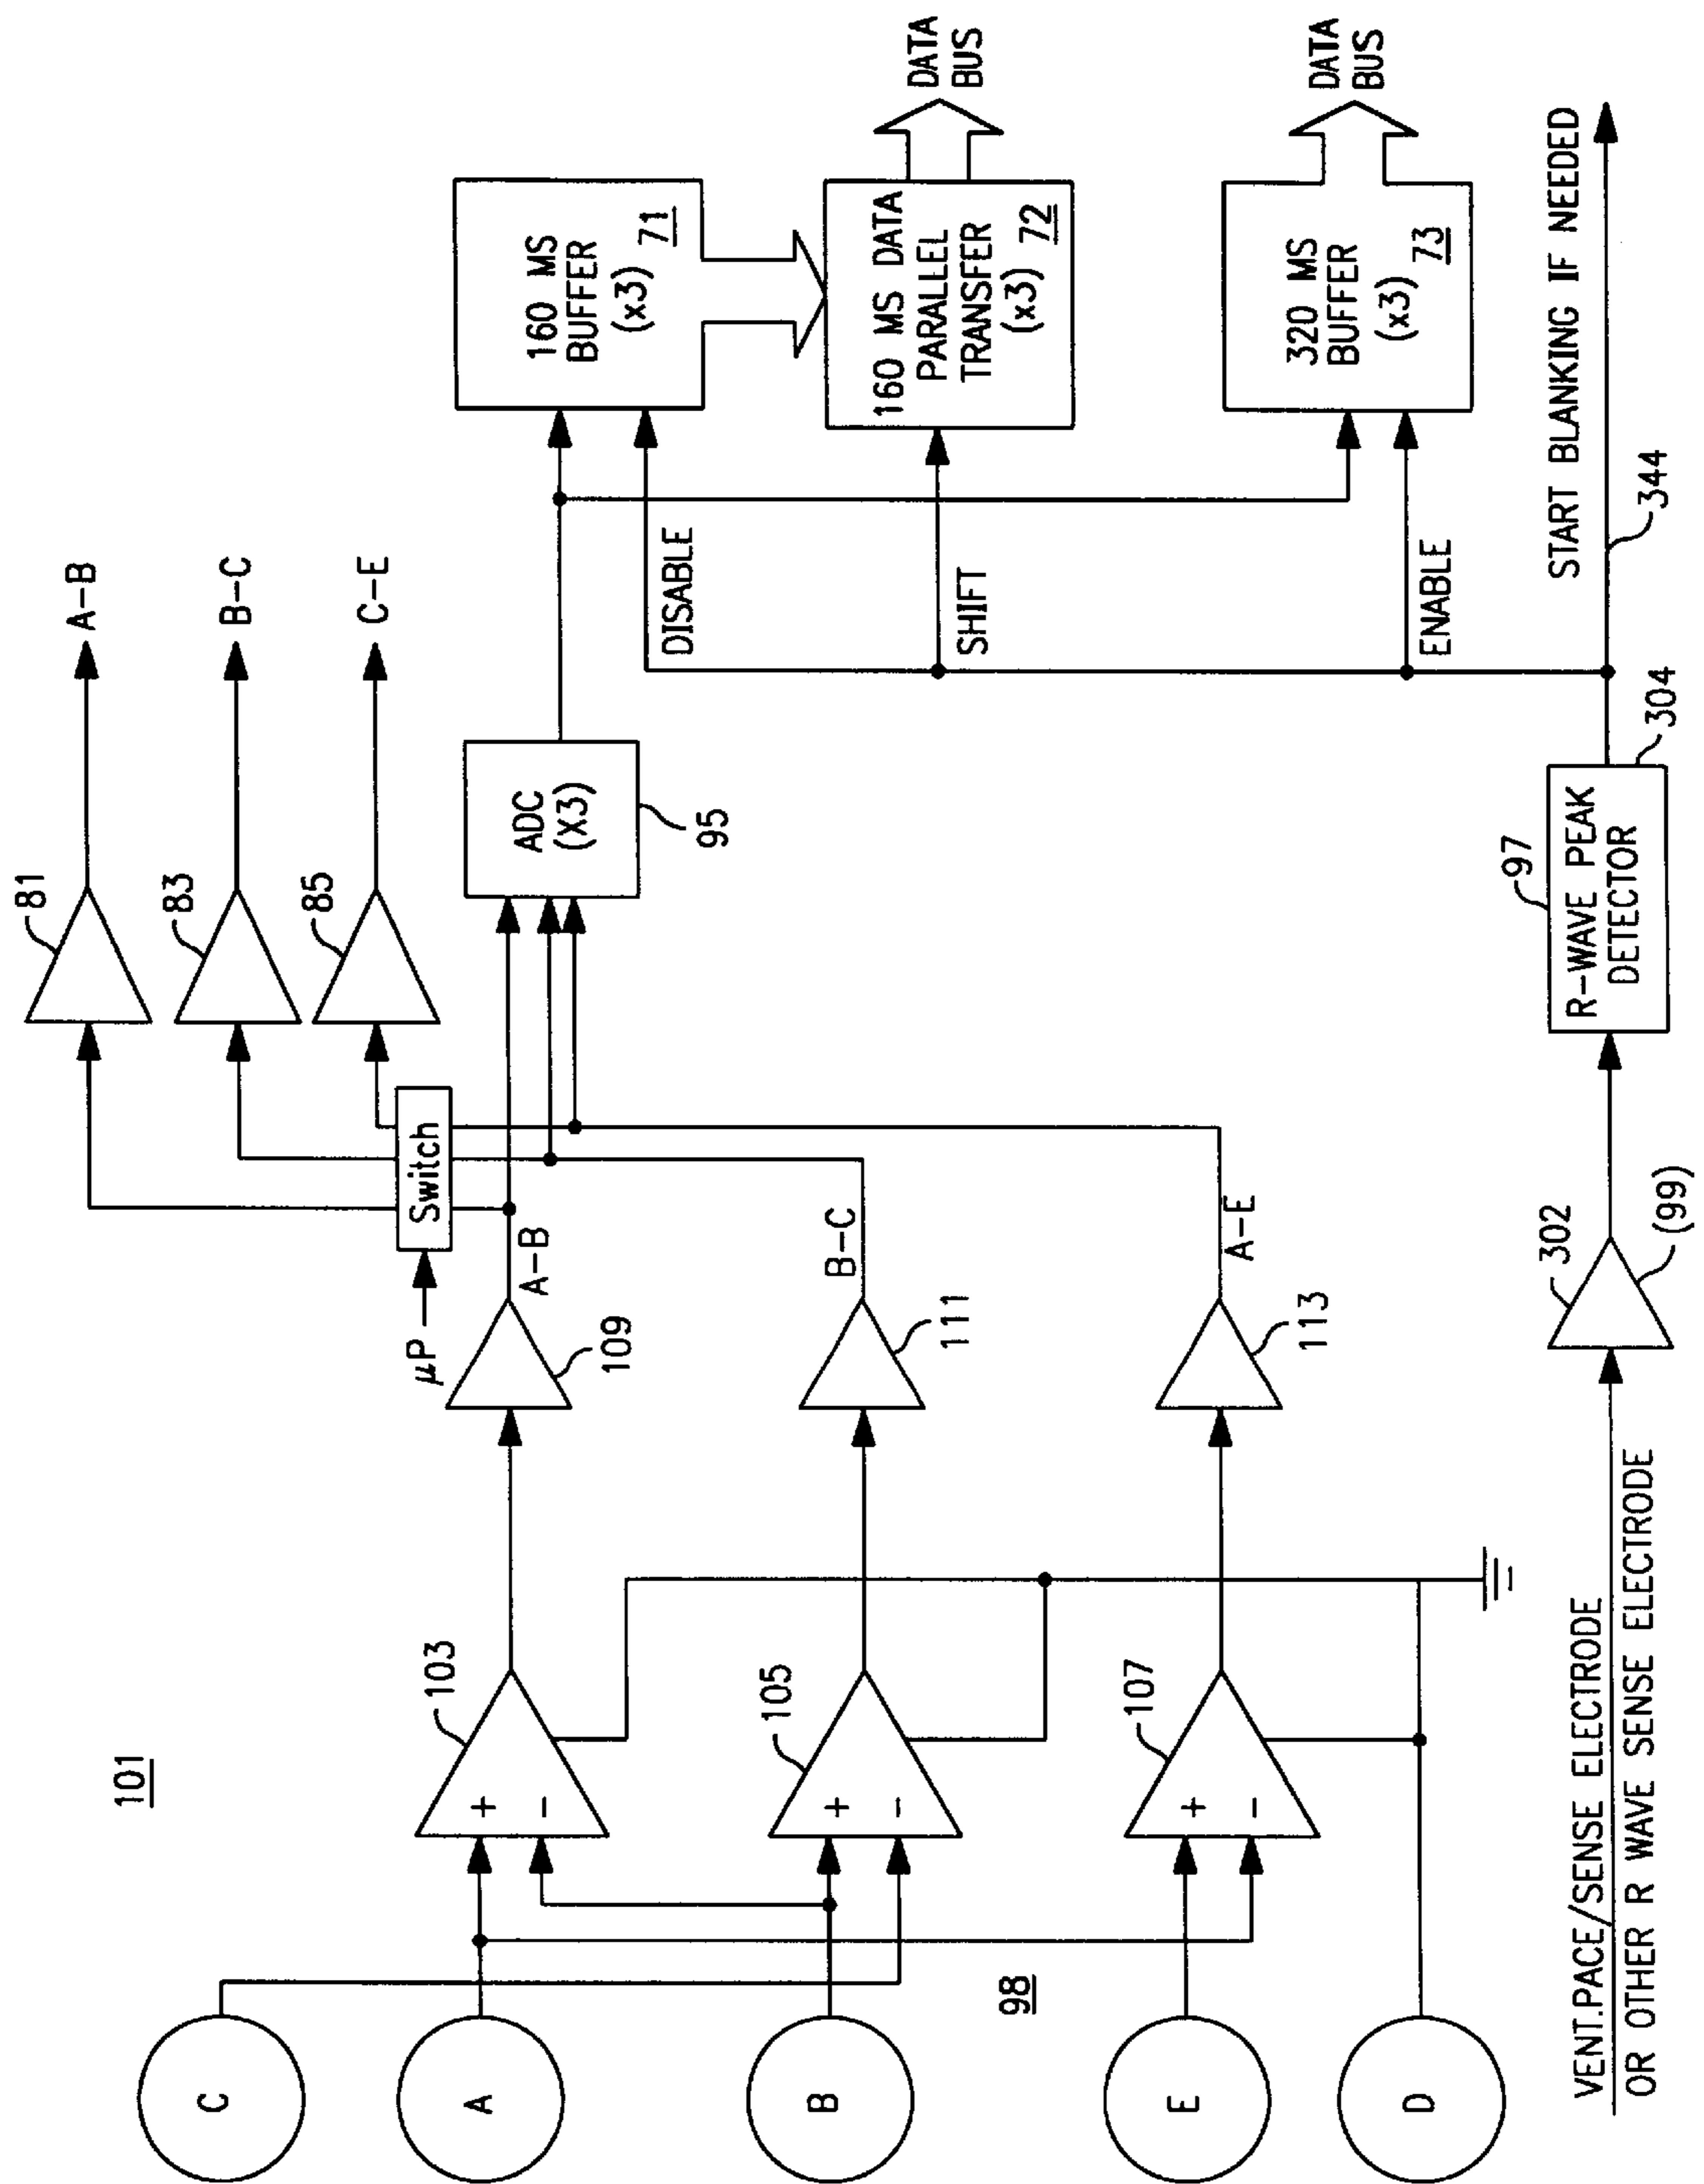 101
C
A
B
E
D
98
103
+
-
105
+
-
107
+
-
μP
Switch
109
A-B
111
B-C
113
A-E
81
A-B
83
B-C
85
C-E
ADC
(X3)
95
160 MS
BUFFER
(x3) 71
160 MS DATA
PARALLEL
TRANSFER
(x3) 72
DATA
BUS
320 MS
BUFFER
(x3) 73
DATA
BUS
DISABLE
SHIFT
ENABLE
VENT.PACE/SENSE ELECTRODE
OR OTHER R WAVE SENSE ELECTRODE
302
(99)
97
R-WAVE PEAK
DETECTOR
304
START BLANKING IF NEEDED
344